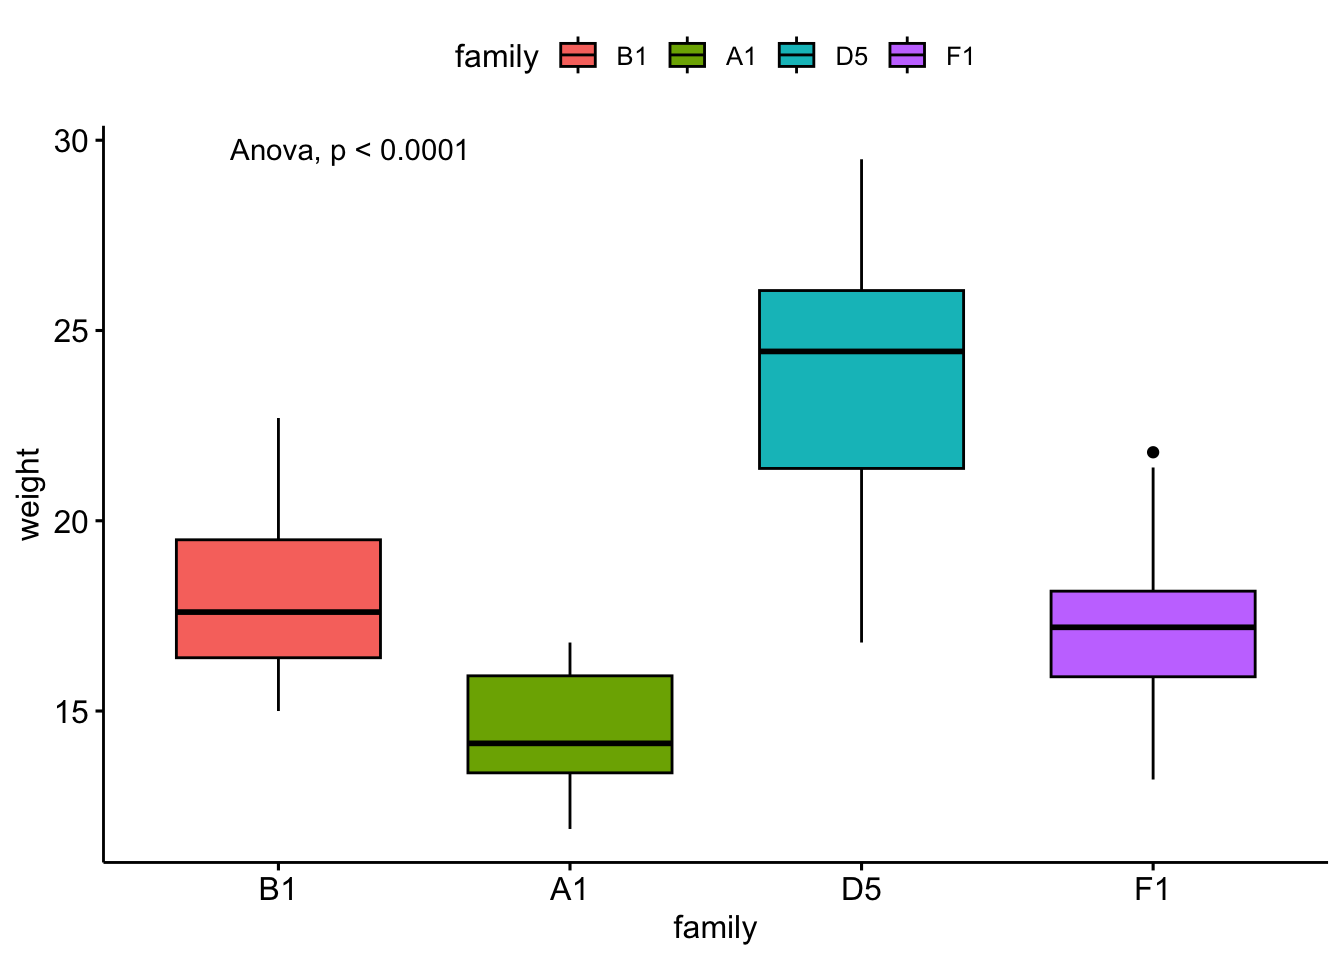 family B1 A1 D5 F1
Anova, p < 0.0001
30
25
20
15
weight
B1 A1 D5 F1
family